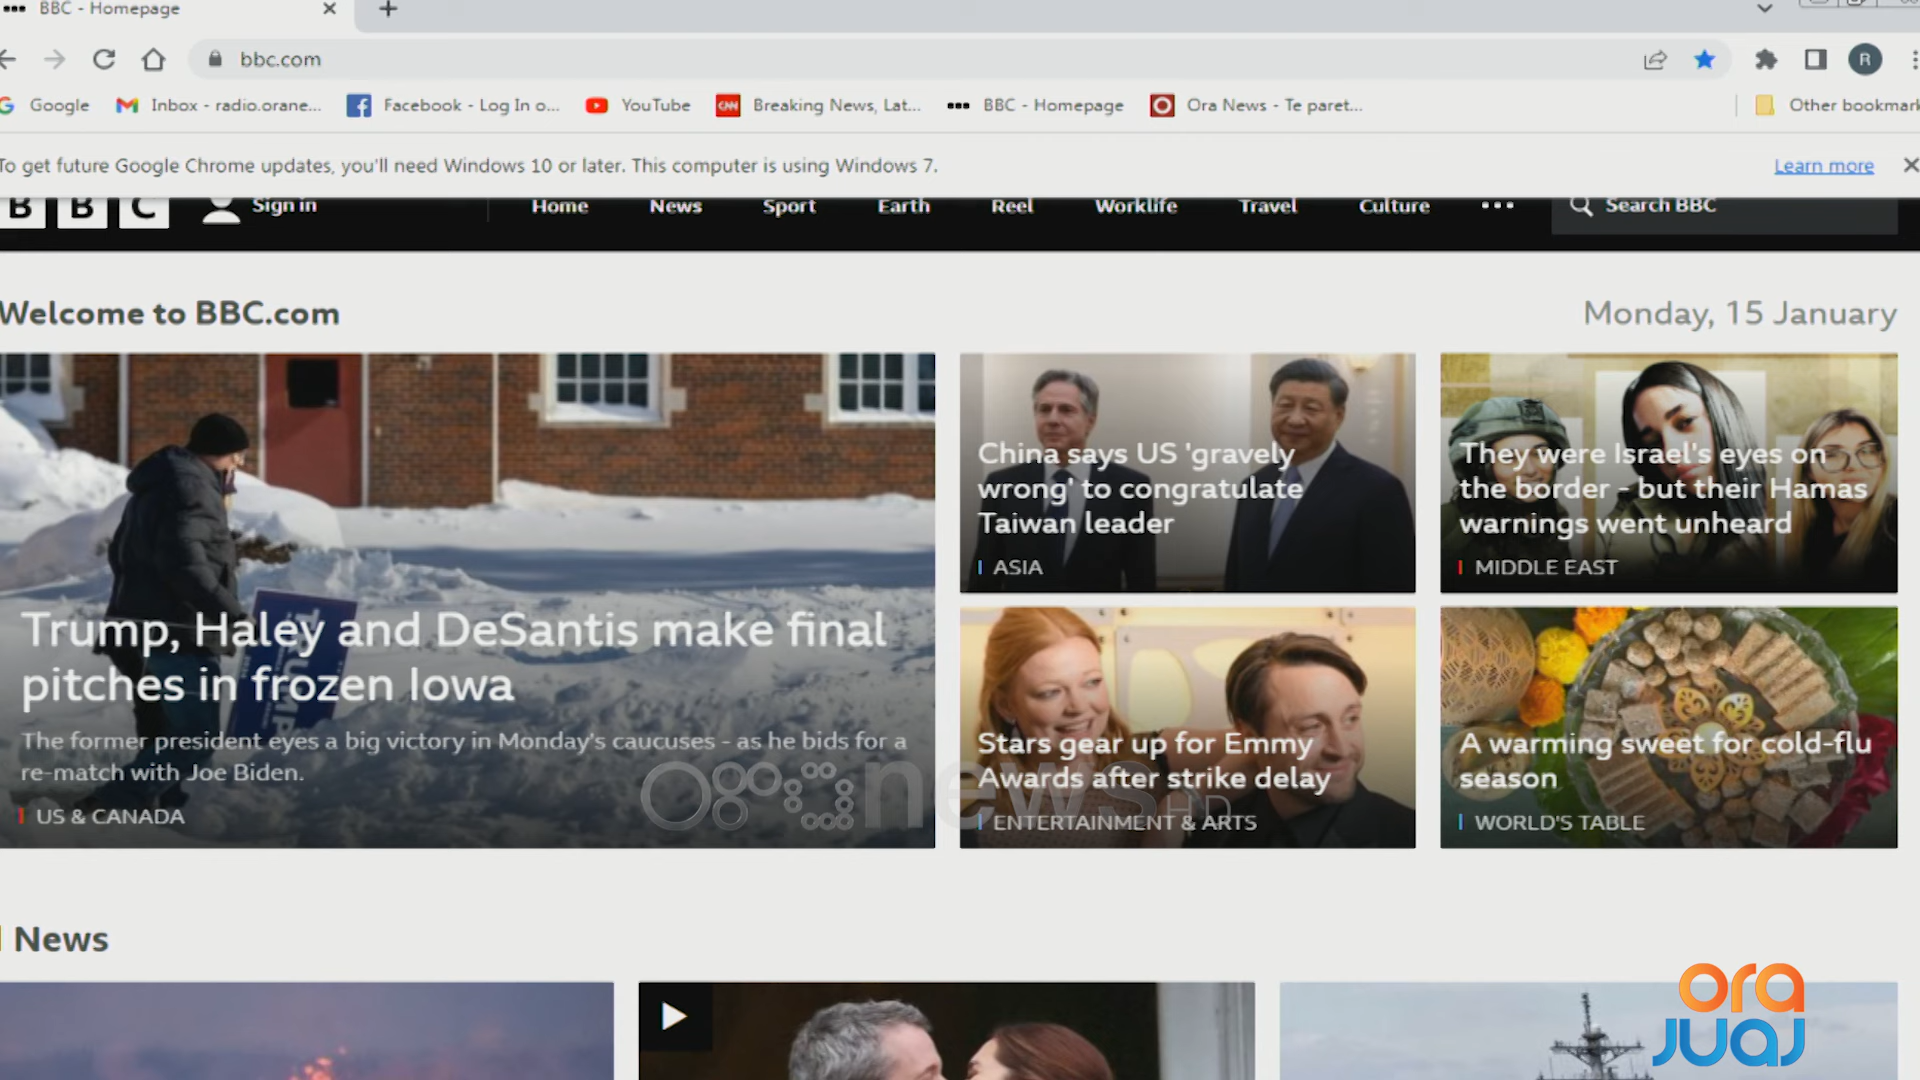 BBC - Homepage
bbc.com
R
Google
Inbox - radio.orane...
Facebook - Log In o...
YouTube
CNN
Breaking News, Lat...
BBC - Homepage
Ora News - Te paret...
To get future Google Chrome updates, you'll need Windows 10 or later. This computer is using Windows 7.
Learn more
BBC
Sign in
Home
News
Sport
Earth
Reel
Worklife
Travel
Culture
Search BBC
Welcome to BBC.com
Monday, 15 January
Trump, Haley and DeSantis make final
pitches in frozen Iowa
The former president eyes a big victory in Monday's caucuses - as he bids for a
re-match with Joe Biden.
US & CANADA
China says US 'gravely
wrong' to congratulate
Taiwan leader
ASIA
They were Israel's eyes on
the border - but their Hamas
warnings went unheard
MIDDLE EAST
Stars gear up for Emmy
Awards after strike delay
ENTERTAINMENT & ARTS
A warming sweet for cold-flu
season
WORLD'S TABLE
ora news HD
News
ora
JUAJ